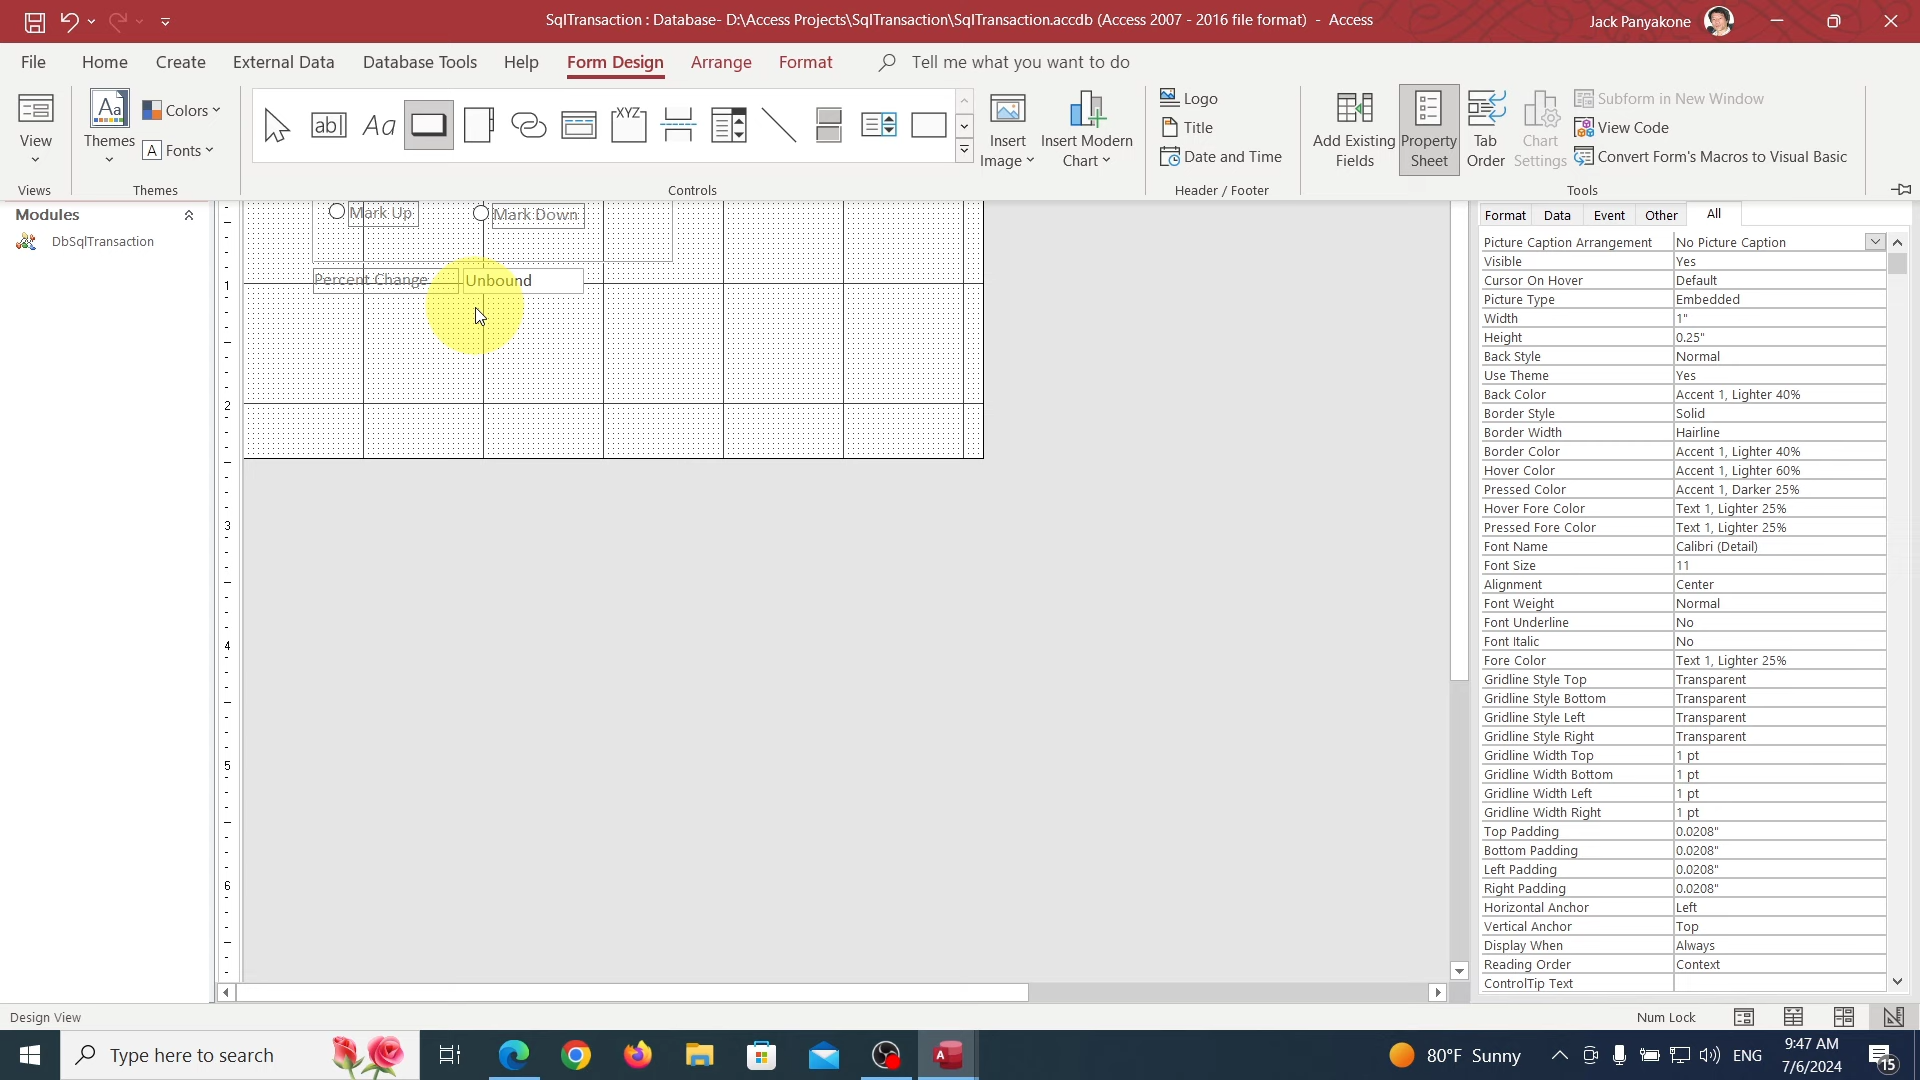 SqlTransaction : Database- D:\Access Projects\SqlTransaction\SqlTransaction.accdb (Access 2007 - 2016 file format) - Access
Jack Panyakone
File Home Create External Data Database Tools Help Form Design Arrange Format Tell me what you want to do
View
Views
Aa
Themes
Colors
Fonts
Themes
ab
Aa
XYZ
Controls
Insert
Image
Insert Modern
Chart
Logo
Title
Date and Time
Header / Footer
Add Existing
Fields
Property
Sheet
Tab
Order
Chart
Settings
Subform in New Window
View Code
Convert Form's Macros to Visual Basic
Tools
Modules
DbSqlTransaction
Mark Up
Mark Down
Percent Change
Unbound
1
2
3
4
5
6
Format Data Event Other All
Picture Caption Arrangement No Picture Caption
Visible Yes
Cursor On Hover Default
Picture Type Embedded
Width 1"
Height 0.25"
Back Style Normal
Use Theme Yes
Back Color Accent 1, Lighter 40%
Border Style Solid
Border Width Hairline
Border Color Accent 1, Lighter 40%
Hover Color Accent 1, Lighter 60%
Pressed Color Accent 1, Darker 25%
Hover Fore Color Text 1, Lighter 25%
Pressed Fore Color Text 1, Lighter 25%
Font Name Calibri (Detail)
Font Size 11
Alignment Center
Font Weight Normal
Font Underline No
Font Italic No
Fore Color Text 1, Lighter 25%
Gridline Style Top Transparent
Gridline Style Bottom Transparent
Gridline Style Left Transparent
Gridline Style Right Transparent
Gridline Width Top 1 pt
Gridline Width Bottom 1 pt
Gridline Width Left 1 pt
Gridline Width Right 1 pt
Top Padding 0.0208"
Bottom Padding 0.0208"
Left Padding 0.0208"
Right Padding 0.0208"
Horizontal Anchor Left
Vertical Anchor Top
Display When Always
Reading Order Context
ControlTip Text
Design View
Num Lock
Type here to search
80°F Sunny
ENG
9:47 AM
7/6/2024
15